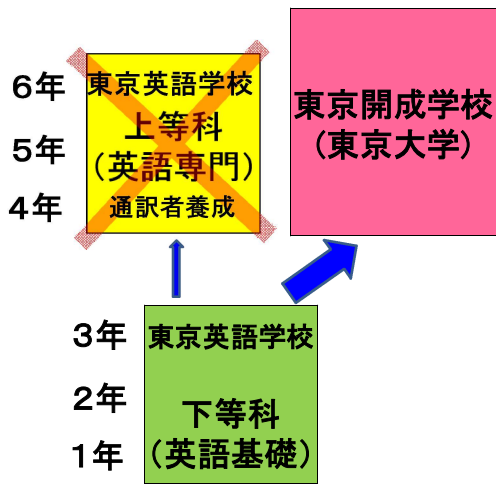 6年
東京英語学校
上等科
5年
(英語専門)
4年
通訳者養成
東京開成学校
(東京大学)
3年
東京英語学校
2年
下等科
1年
(英語基礎)